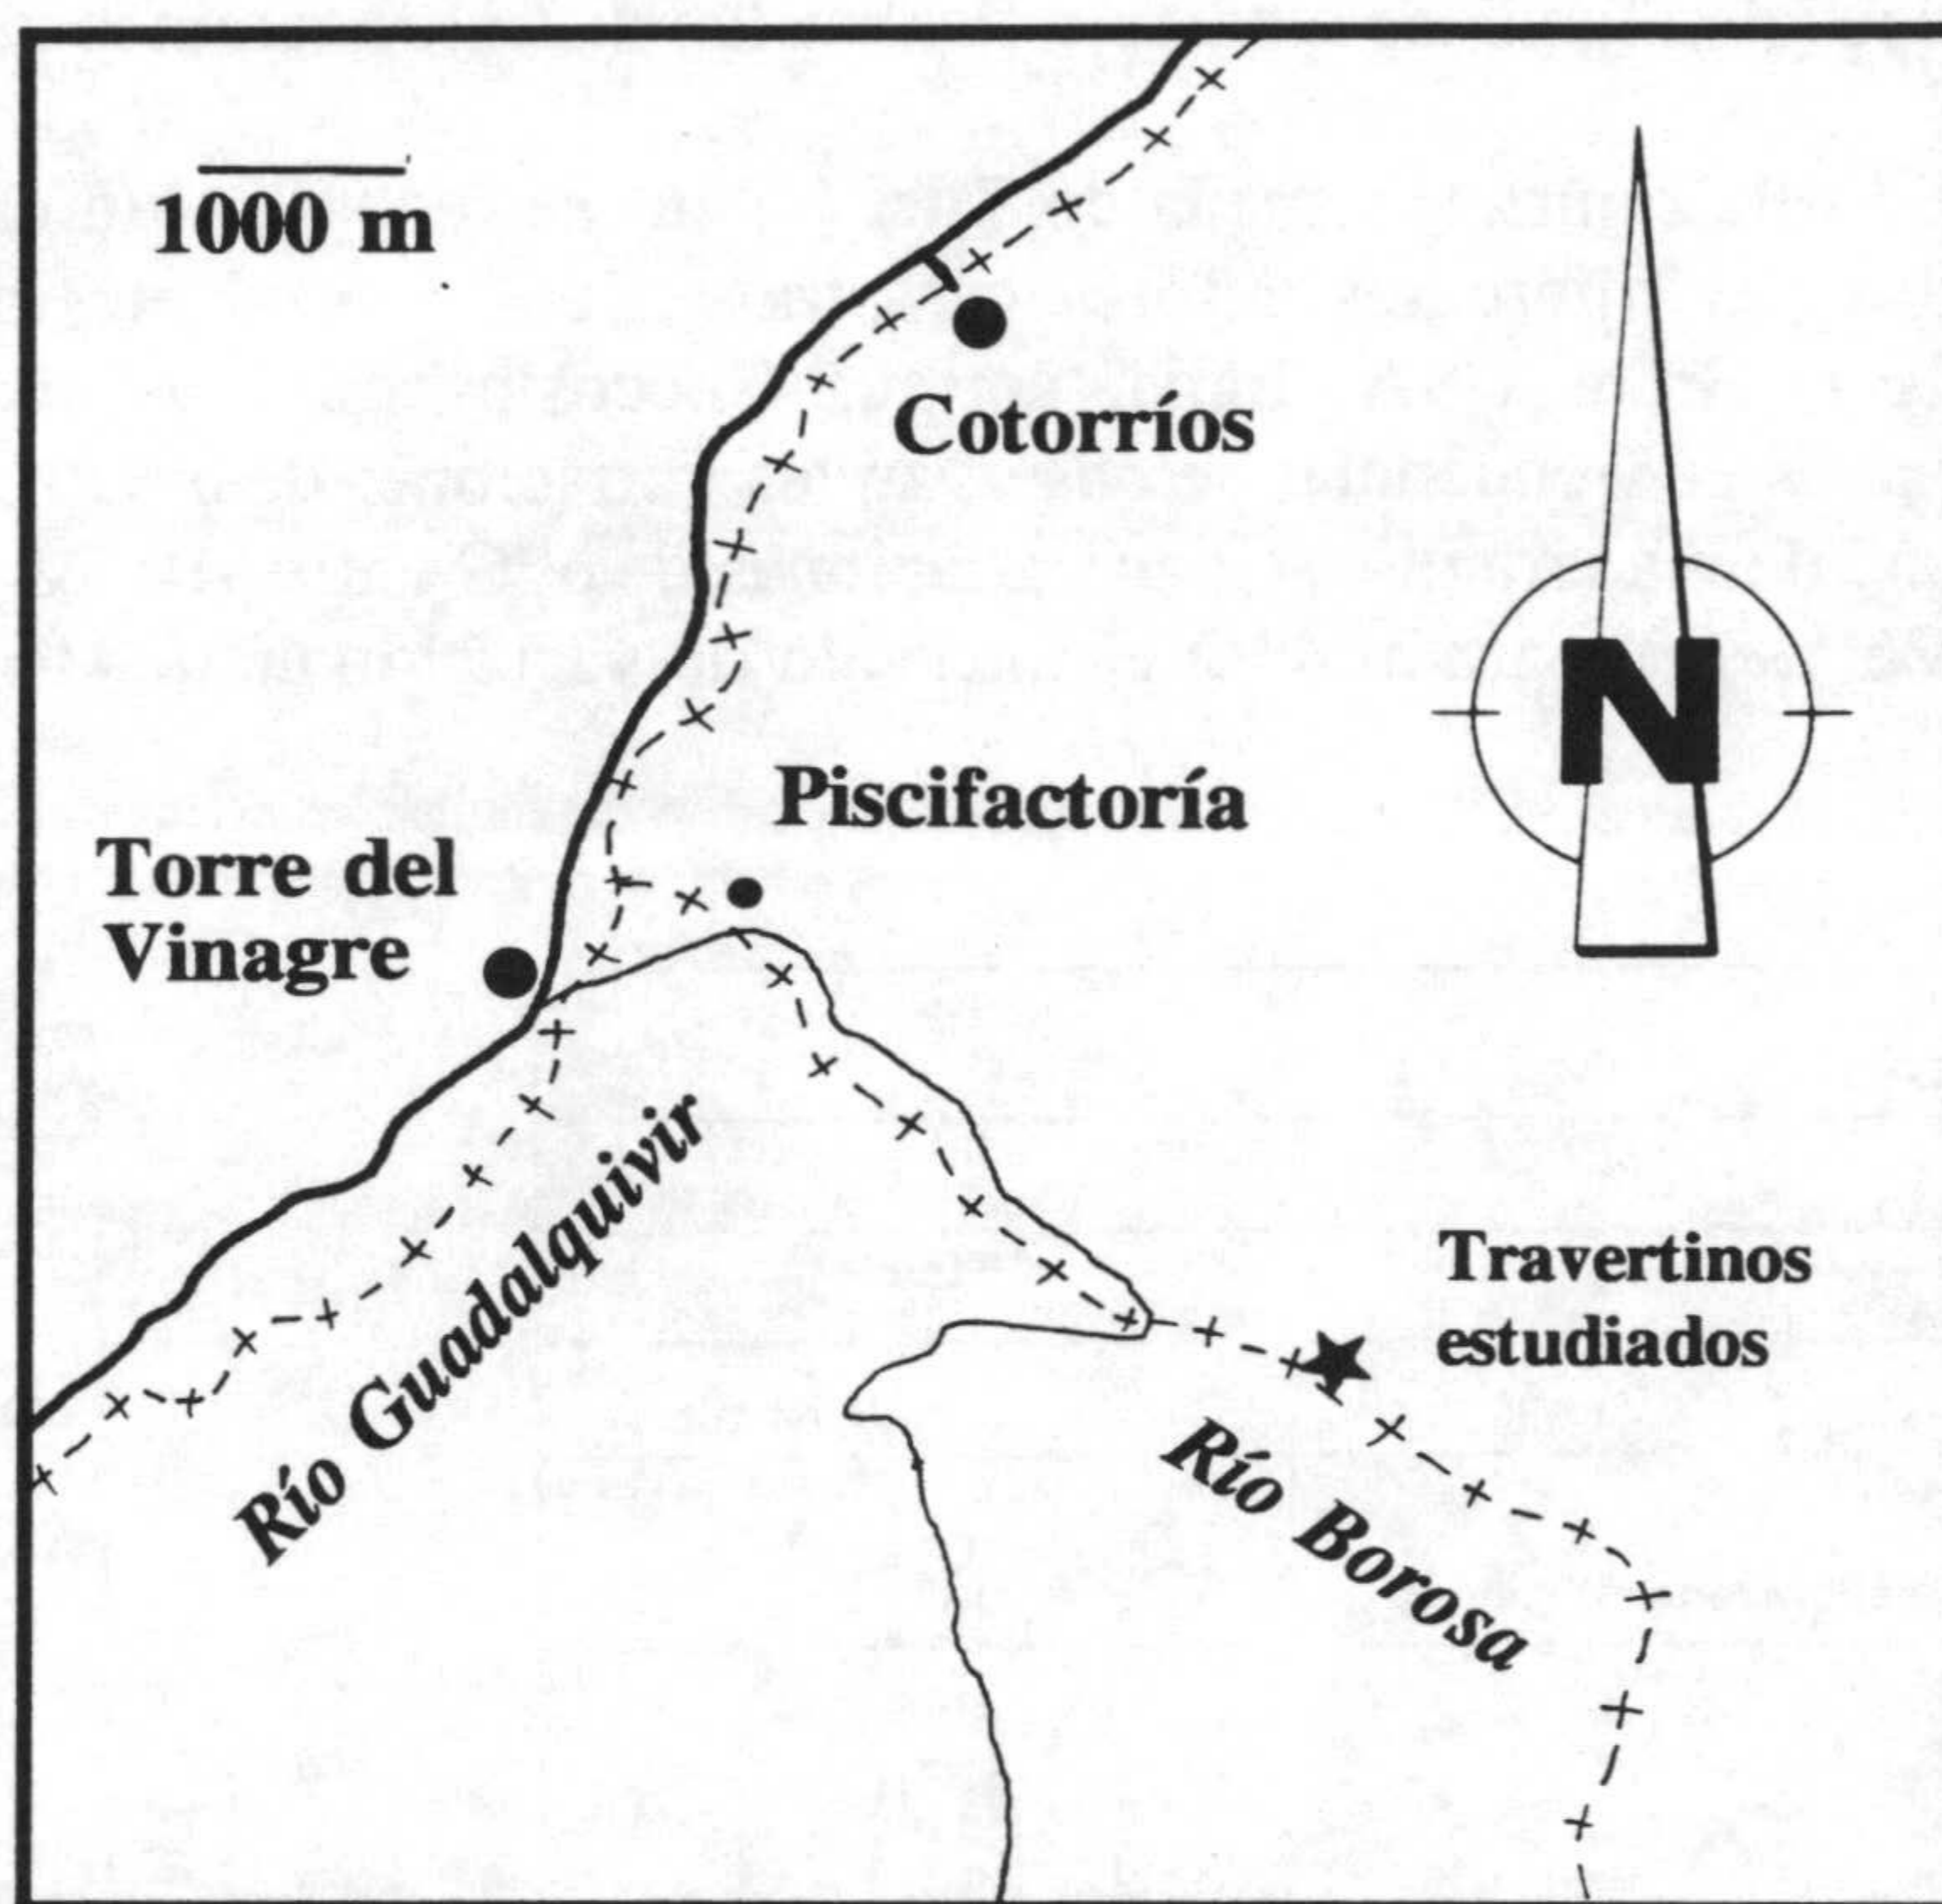 1000 m
Cotorríos
N
Piscifactoría
Torre del
Vinagre
Río Guadalquivir
Travertinos
estudiados
Río Borosa